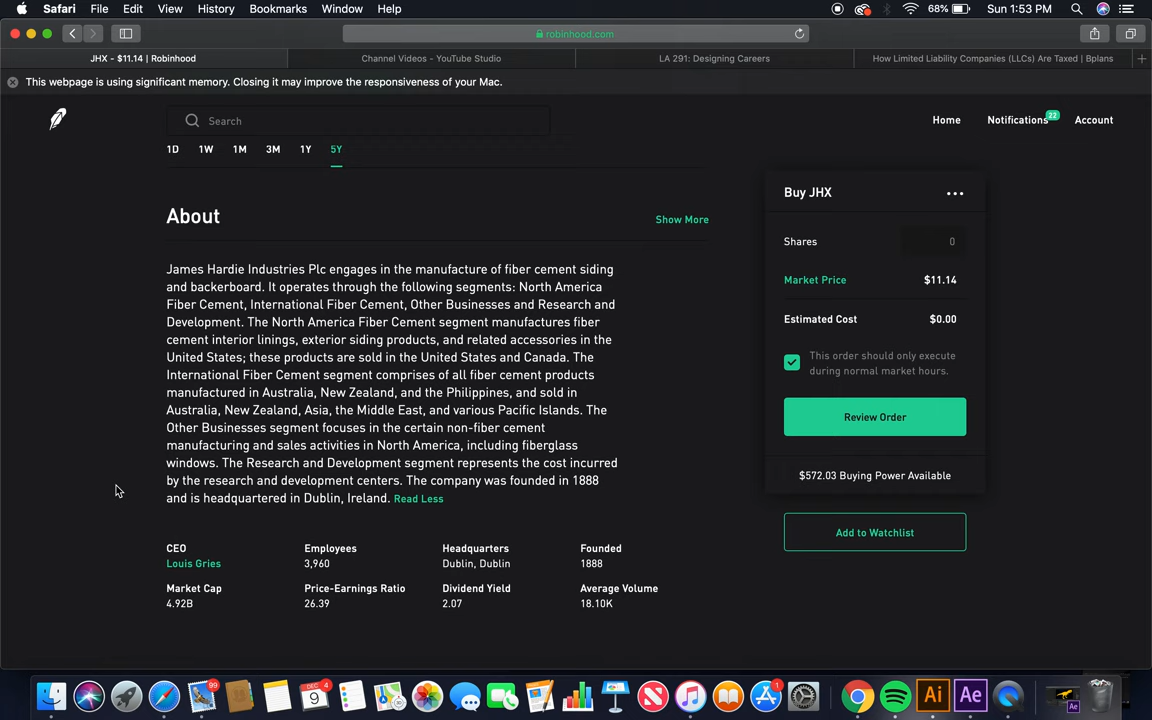 Safari File Edit View History Bookmarks Window Help 68% Sun 1:53 PM
robinhood.com
JHX - $11.14 | Robinhood Channel Videos - YouTube Studio LA 291: Designing Careers How Limited Liability Companies (LLCs) Are Taxed | Bplans
This webpage is using significant memory. Closing it may improve the responsiveness of your Mac.
Search
Home Notifications 22 Account
1D 1W 1M 3M 1Y 5Y
About
Show More
James Hardie Industries Plc engages in the manufacture of fiber cement siding
and backerboard. It operates through the following segments: North America
Fiber Cement, International Fiber Cement, Other Businesses and Research and
Development. The North America Fiber Cement segment manufactures fiber
cement interior linings, exterior siding products, and related accessories in the
United States; these products are sold in the United States and Canada. The
International Fiber Cement segment comprises of all fiber cement products
manufactured in Australia, New Zealand, and the Philippines, and sold in
Australia, New Zealand, Asia, the Middle East, and various Pacific Islands. The
Other Businesses segment focuses in the certain non-fiber cement
manufacturing and sales activities in North America, including fiberglass
windows. The Research and Development segment represents the cost incurred
by the research and development centers. The company was founded in 1888
and is headquartered in Dublin, Ireland. Read Less
CEO Employees Headquarters Founded
Louis Gries 3,960 Dublin, Dublin 1888
Market Cap Price-Earnings Ratio Dividend Yield Average Volume
4.92B 26.39 2.07 18.10K
Buy JHX
Shares 0
Market Price $11.14
Estimated Cost $0.00
This order should only execute
during normal market hours.
Review Order
$572.03 Buying Power Available
Add to Watchlist
99
DEC 4
9
1
Ai
Ae
Ae